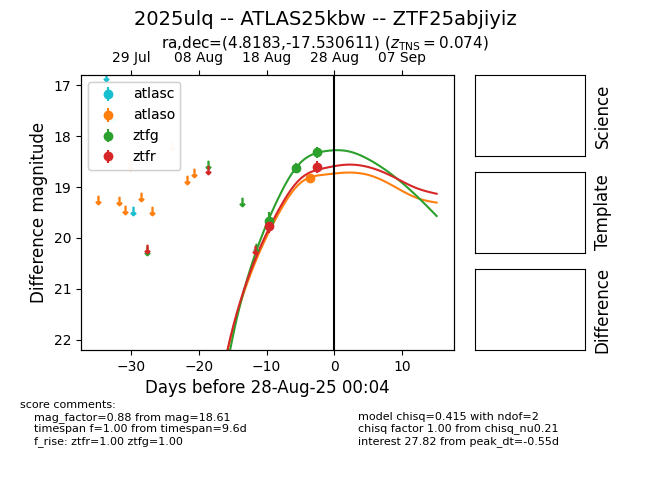 2025ulq -- ATLAS25kbw -- ZTF25abjiyiz
ra,dec=(4.8183,-17.530611) (z_TNS = 0.074)
29 Jul 08 Aug 18 Aug 28 Aug 07 Sep
atlasc
atlaso
ztfg
ztfr
17
18
19
20
21
22
Difference magnitude
−30 −20 −10 0 10
Days before 28-Aug-25 00:04
Science
Template
Difference
score comments:
mag_factor=0.88 from mag=18.61
timespan f=1.00 from timespan=9.6d
f_rise: ztfr=1.00 ztfg=1.00
model chisq=0.415 with ndof=2
chisq factor 1.00 from chisq_nu0.21
interest 27.82 from peak_dt=-0.55d